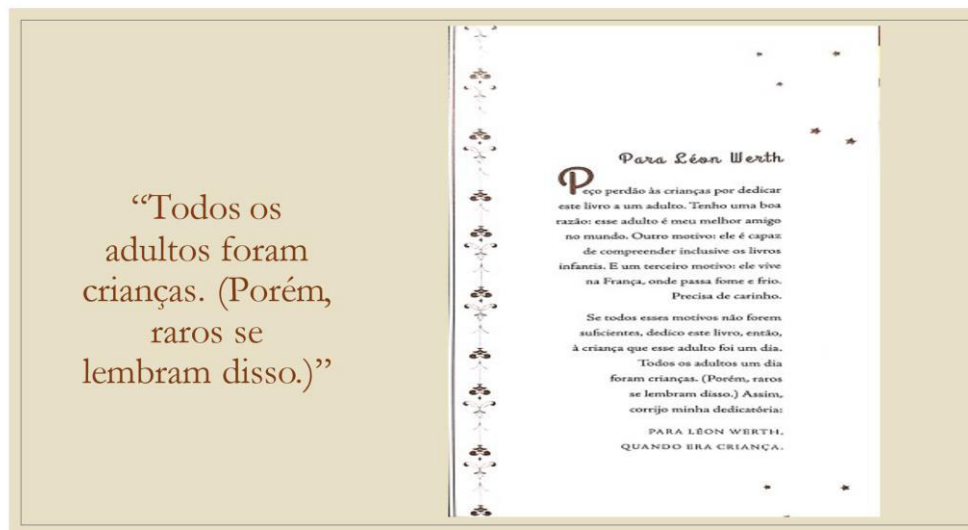 “Todos os
adultos foram
crianças. (Porém,
raros se
lembram disso.)”
Para Léon Werth
Peço perdão às crianças por dedicar
este livro a um adulto. Tenho uma boa
razão: esse adulto é meu melhor amigo
no mundo. Outro motivo: ele é capaz
de compreender inclusive os livros
infantis. E um terceiro motivo: ele vive
na França, onde passa fome e frio.
Precisa de carinho.
Se todos esses motivos não forem
suficientes, dedico este livro, então,
à criança que esse adulto foi um dia.
Todos os adultos um dia
foram crianças. (Porém, raros
se lembram disso.) Assim,
corrijo minha dedicatória:
PARA LÉON WERTH,
QUANDO ERA CRIANÇA.